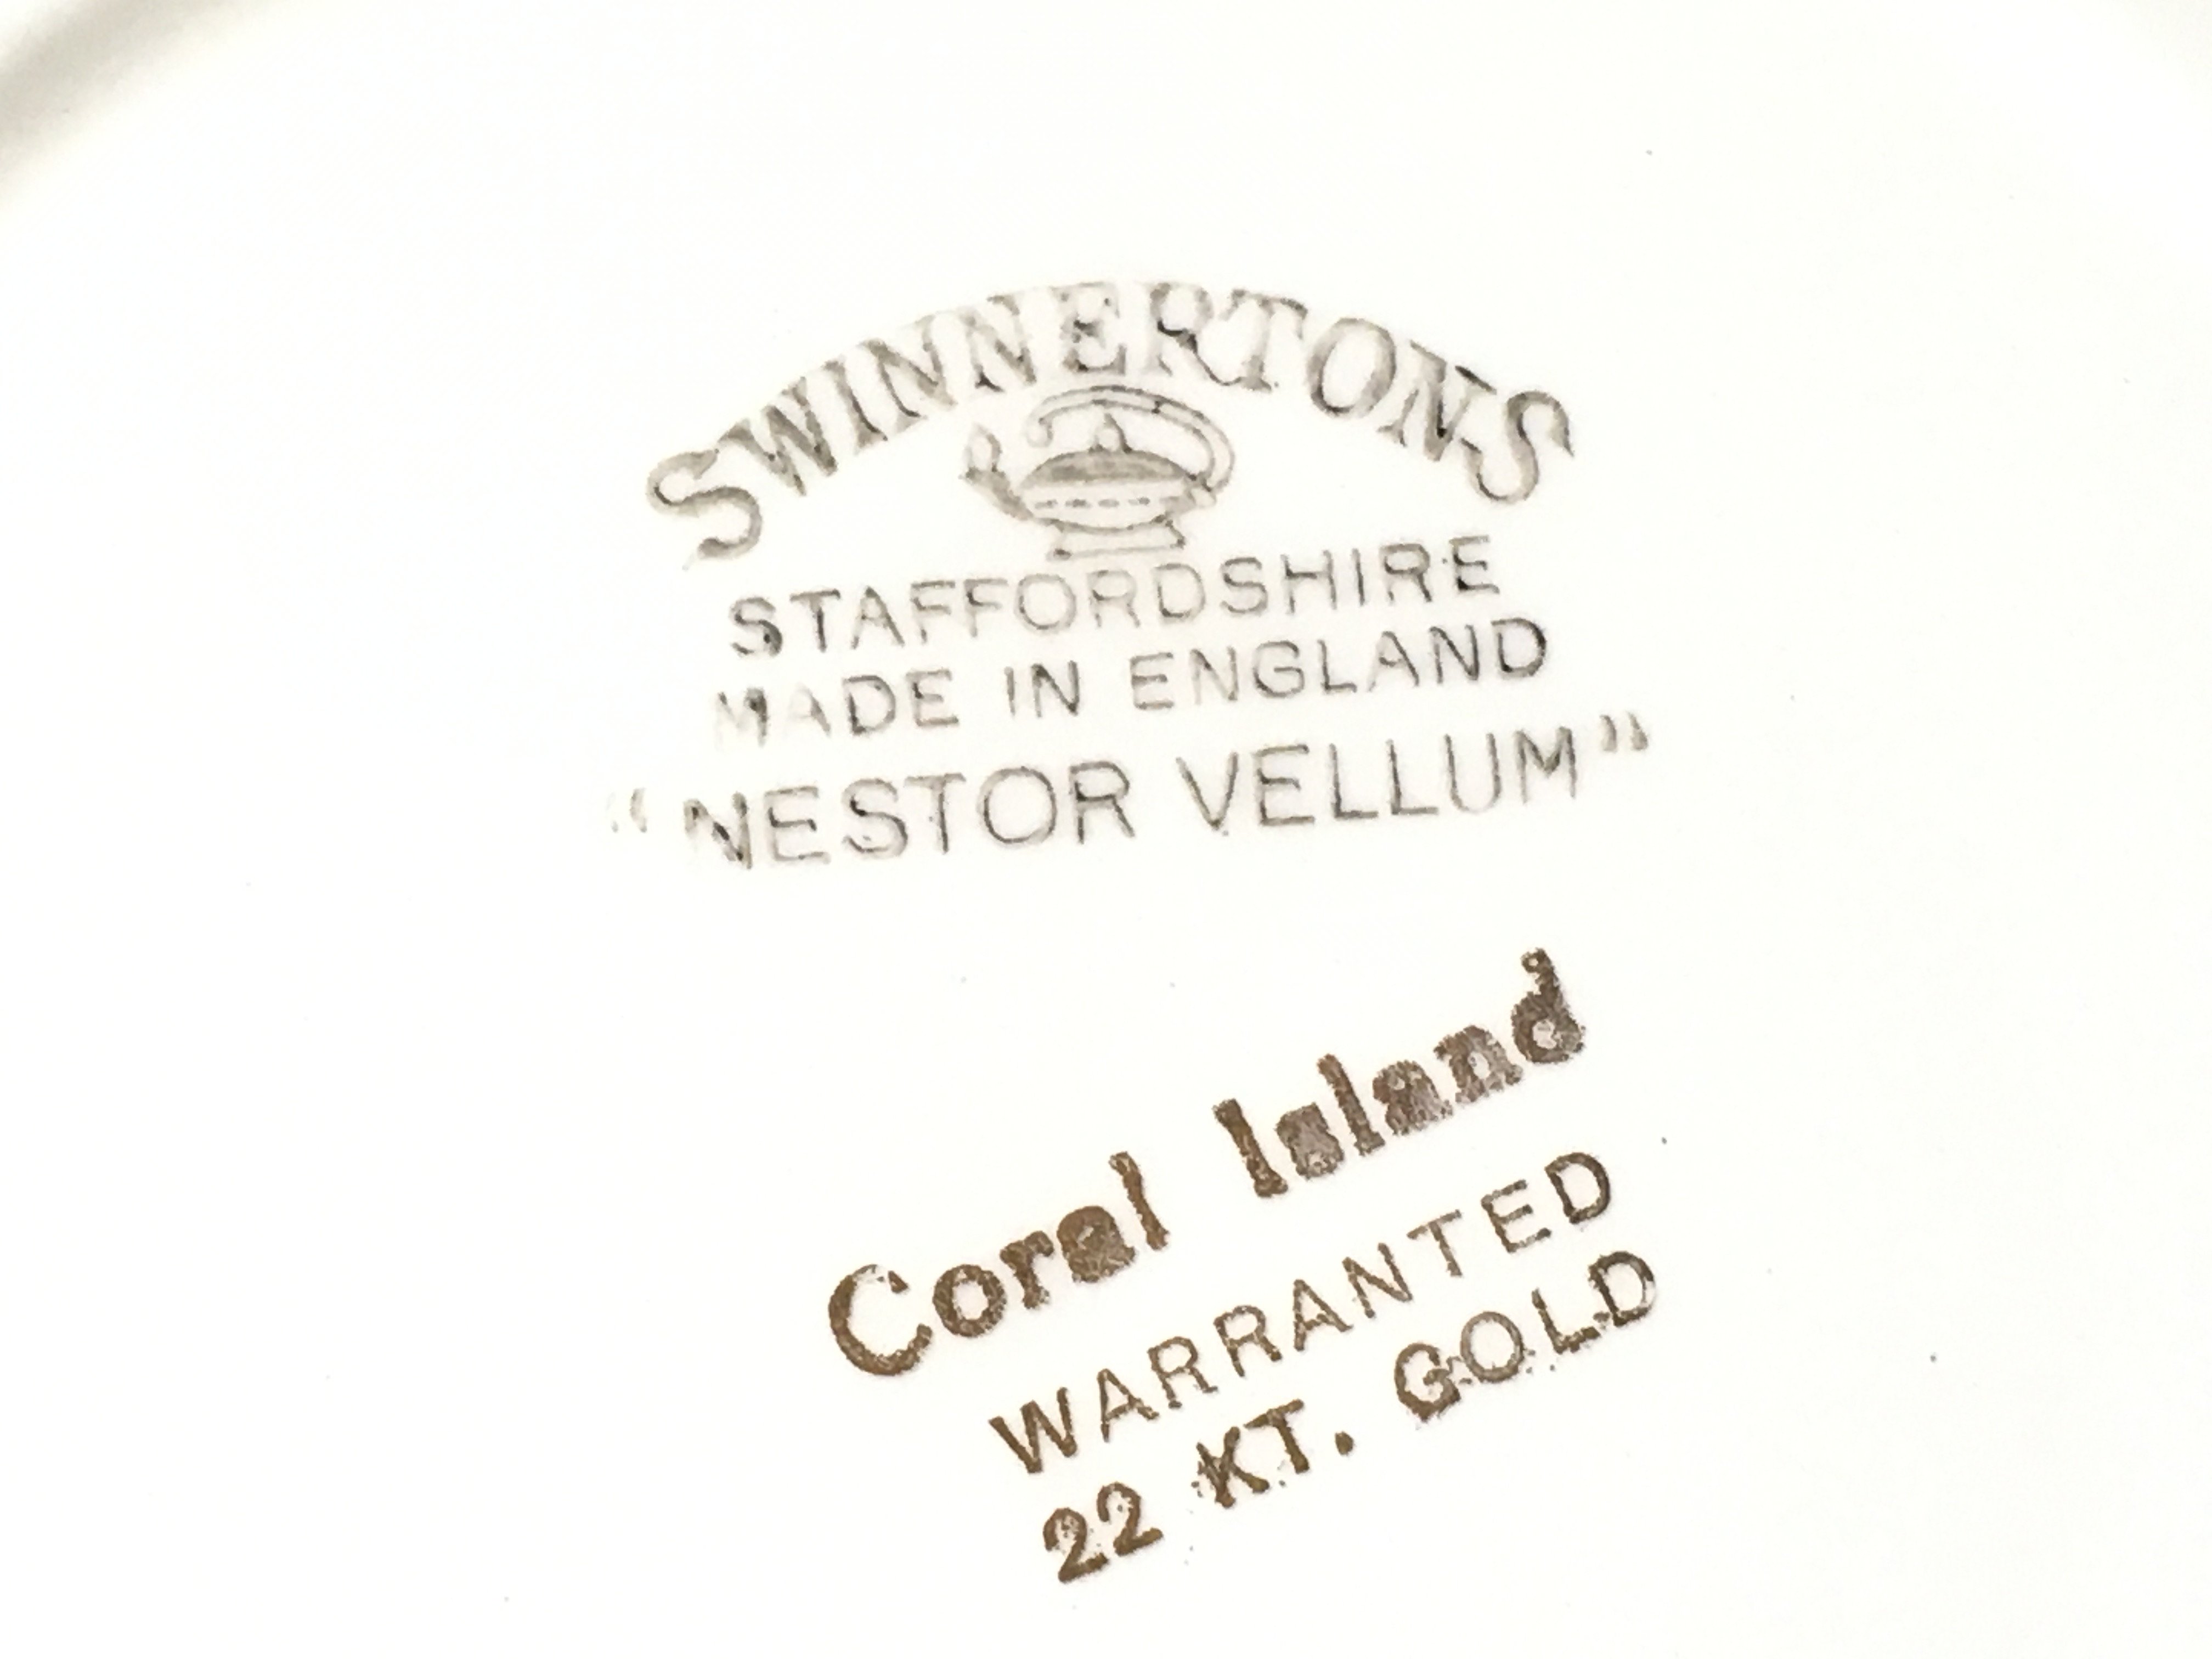 SWINNERTONS
STAFFORDSHIRE
MADE IN ENGLAND
"NESTOR VELLUM"
Coral Island
WARRANTED
22 KT. GOLD